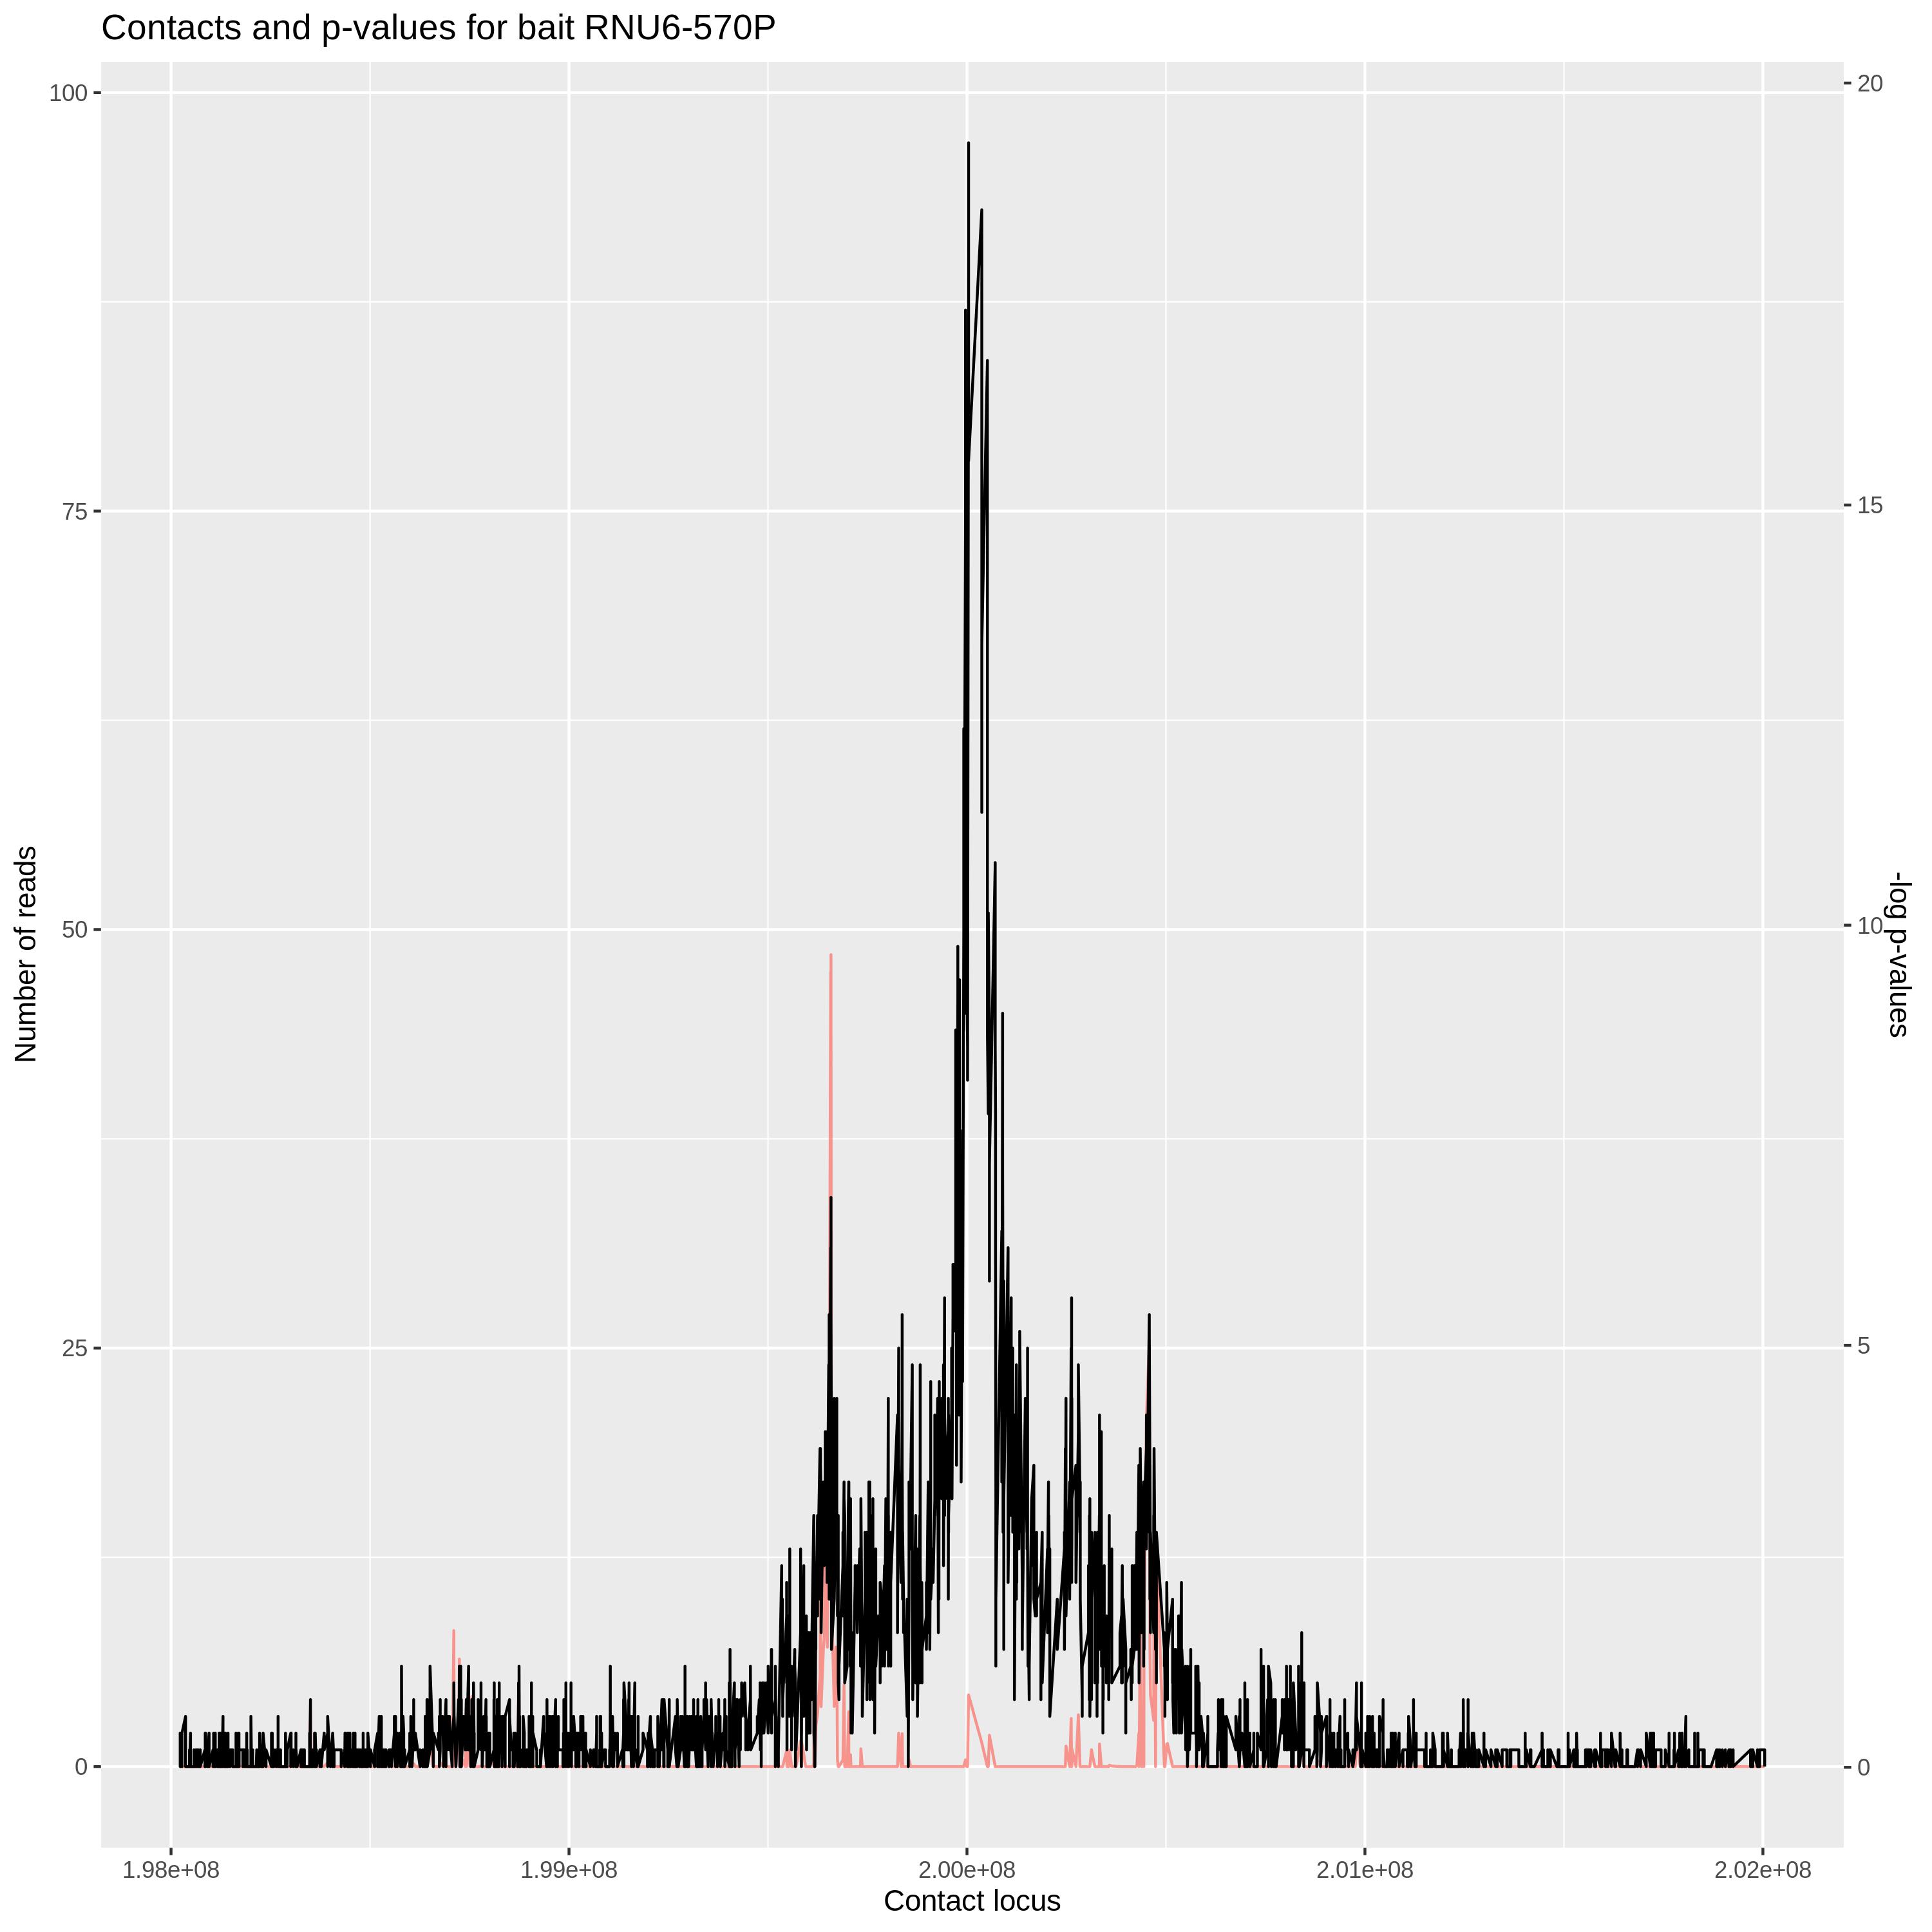 Contacts and p-values for bait RNU6-570P
100
75
50
25
0
20
15
10
5
0
Number of reads
-log p-values
1.98e+08 1.99e+08 2.00e+08 2.01e+08 2.02e+08
Contact locus